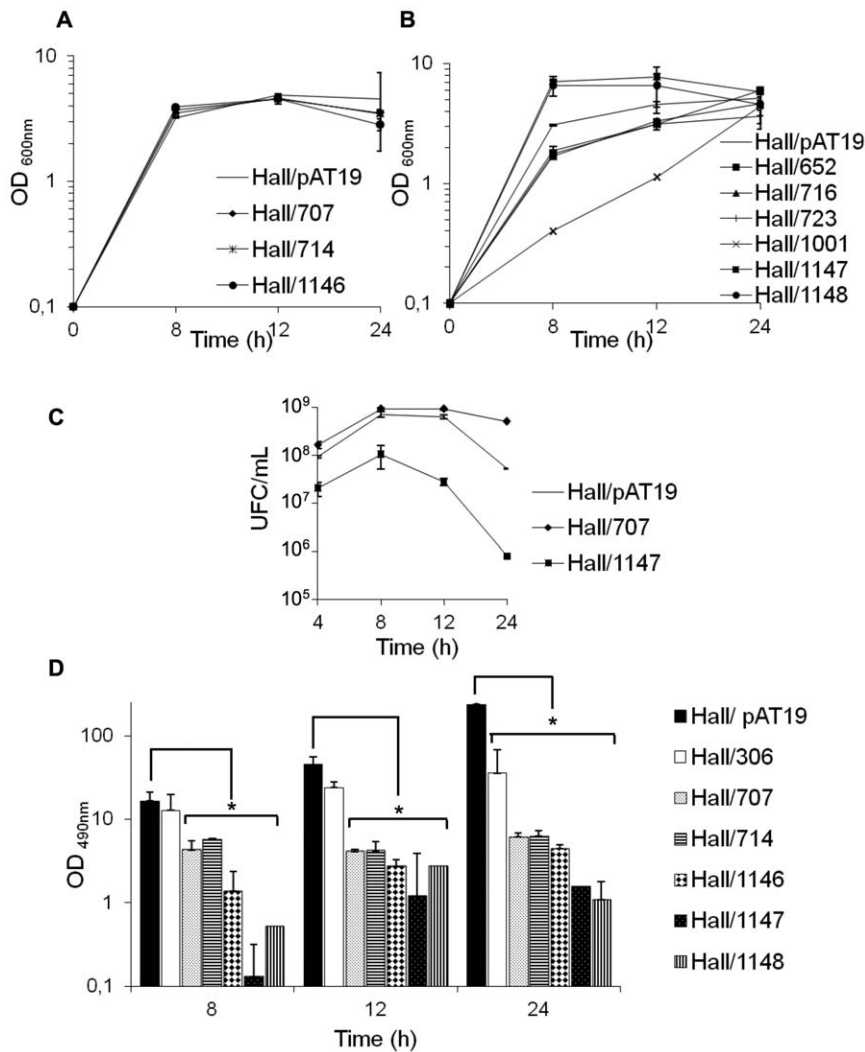 A
10
1
0,1
OD 600nm
0 8 12 24
Time (h)
Hall/pAT19
Hall/707
Hall/714
Hall/1146
B
10
1
0,1
OD 600nm
0 8 12 24
Time (h)
Hall/pAT19
Hall/652
Hall/716
Hall/723
Hall/1001
Hall/1147
Hall/1148
C
10⁹
10⁸
10⁷
10⁶
10⁵
UFC/mL
4 8 12 24
Time (h)
Hall/pAT19
Hall/707
Hall/1147
D
100
10
1
0,1
OD 490nm
* * *
8 12 24
Time (h)
Hall/ pAT19
Hall/306
Hall/707
Hall/714
Hall/1146
Hall/1147
Hall/1148